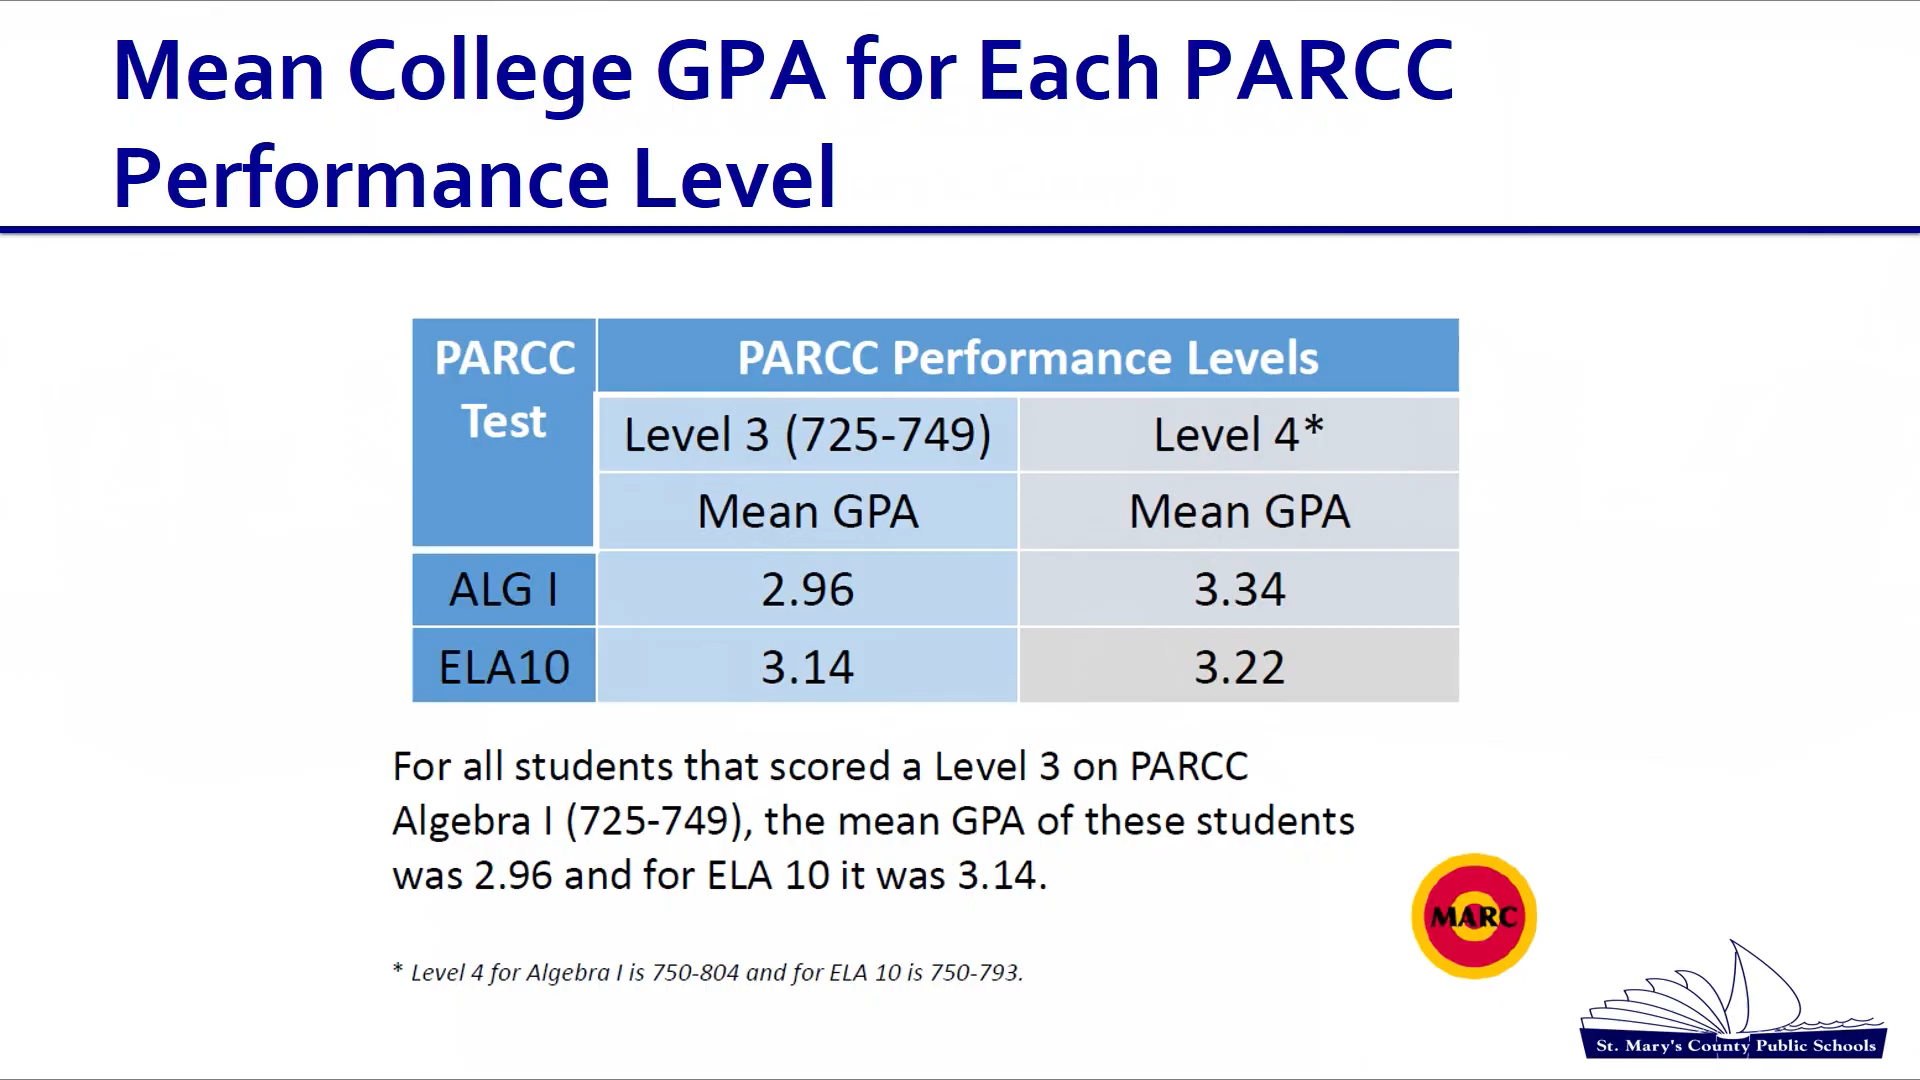 Mean College GPA for Each PARCC
Performance Level
PARCC
Test
PARCC Performance Levels
Level 3 (725-749)
Level 4*
Mean GPA
Mean GPA
ALG I
2.96
3.34
ELA10
3.14
3.22
For all students that scored a Level 3 on PARCC
Algebra I (725-749), the mean GPA of these students
was 2.96 and for ELA 10 it was 3.14.
* Level 4 for Algebra I is 750-804 and for ELA 10 is 750-793.
MARC
St. Mary's County Public Schools